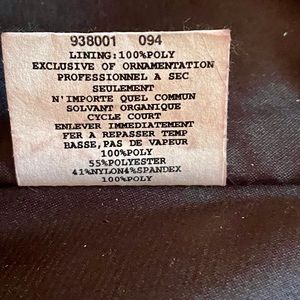 938001 094
LINING:100%POLY
EXCLUSIVE OF ORNAMENTATION
PROFESSIONNEL A SEC
SEULEMENT
N'IMPORTE QUEL COMMUN
SOLVANT ORGANIQUE
CYCLE COURT
ENLEVER IMMEDIATEMENT
FER A REPASSER TEMP
BASSE,PAS DE VAPEUR
100%POLY
55%POLYESTER
41%NYLON4%SPANDEX
100%POLY